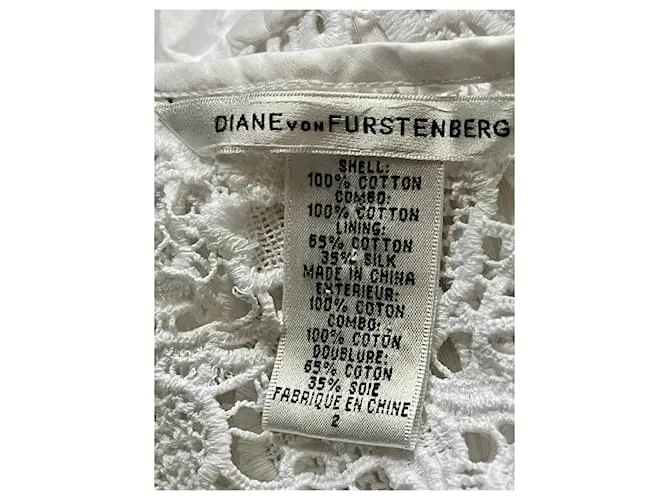 DIANE VON FURSTENBERG
SHELL:
100% COTTON
COMBO:
100% COTTON
LINING:
65% COTTON
35% SILK
MADE IN CHINA
EXTERIEUR:
100% COTON
COMBO:
100% COTON
DOUBLURE:
65% COTON
35% SOIE
FABRIQUE EN CHINE
2